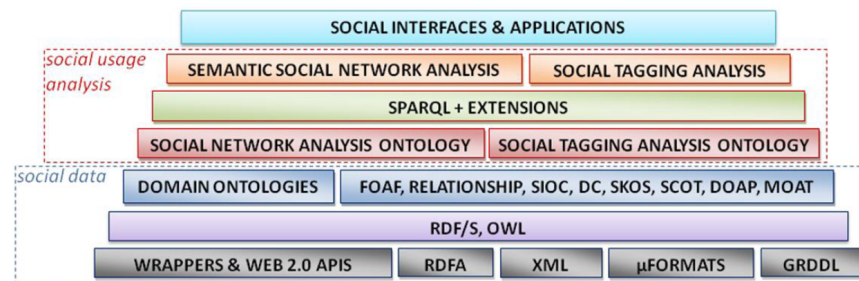 SOCIAL INTERFACES & APPLICATIONS
social usage
analysis
SEMANTIC SOCIAL NETWORK ANALYSIS
SOCIAL TAGGING ANALYSIS
SPARQL + EXTENSIONS
SOCIAL NETWORK ANALYSIS ONTOLOGY
SOCIAL TAGGING ANALYSIS ONTOLOGY
social data
DOMAIN ONTOLOGIES
FOAF, RELATIONSHIP, SIOC, DC, SKOS, SCOT, DOAP, MOAT
RDF/S, OWL
WRAPPERS & WEB 2.0 APIS
RDFA
XML
µFORMATS
GRDDL